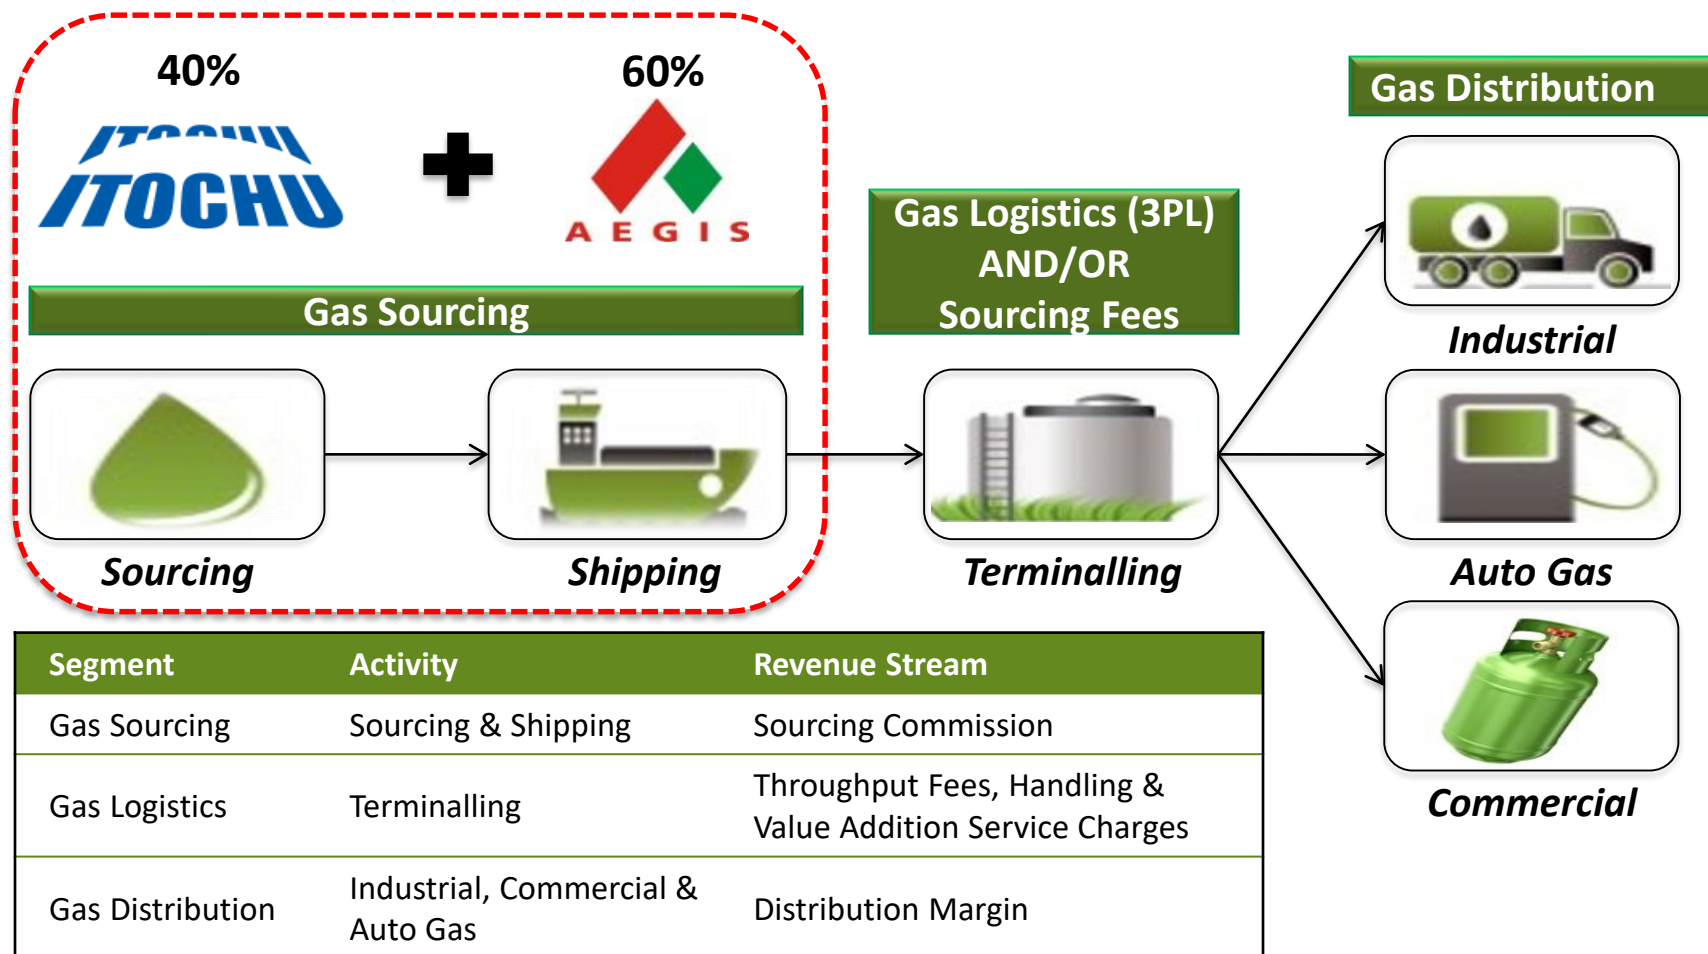 40%
60%
ITOCHU
ITOCHU
AEGIS
Gas Sourcing
Sourcing
Shipping
Gas Logistics (3PL)
AND/OR
Sourcing Fees
Terminalling
Gas Distribution
Industrial
Auto Gas
Commercial
Segment Activity Revenue Stream
Gas Sourcing Sourcing & Shipping Sourcing Commission
Gas Logistics Terminalling Throughput Fees, Handling &
Value Addition Service Charges
Gas Distribution Industrial, Commercial &
Auto Gas Distribution Margin